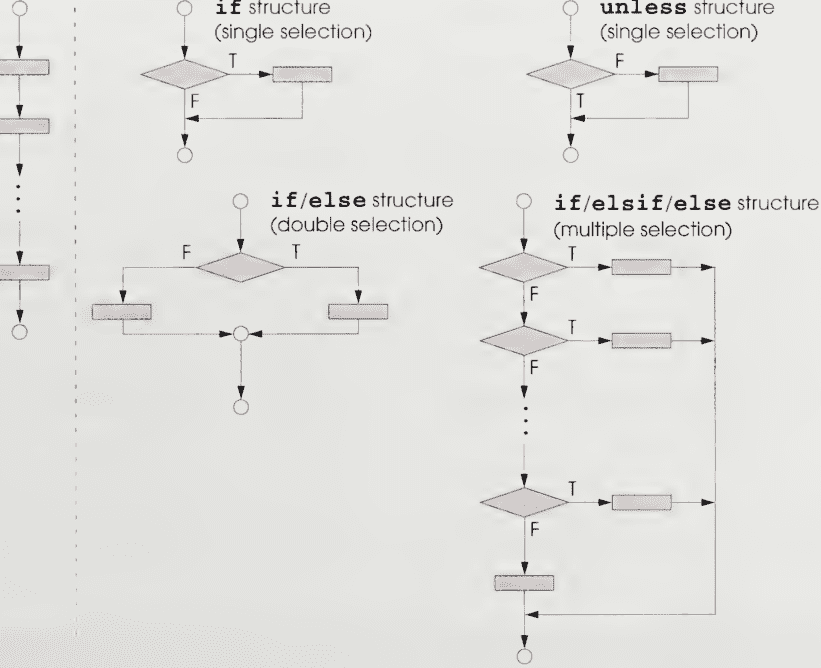 if structure
(single selection)
T
F
unless structure
(single selection)
F
T
if/else structure
(double selection)
F
T
if/elsif/else structure
(multiple selection)
T
F
T
F
T
F